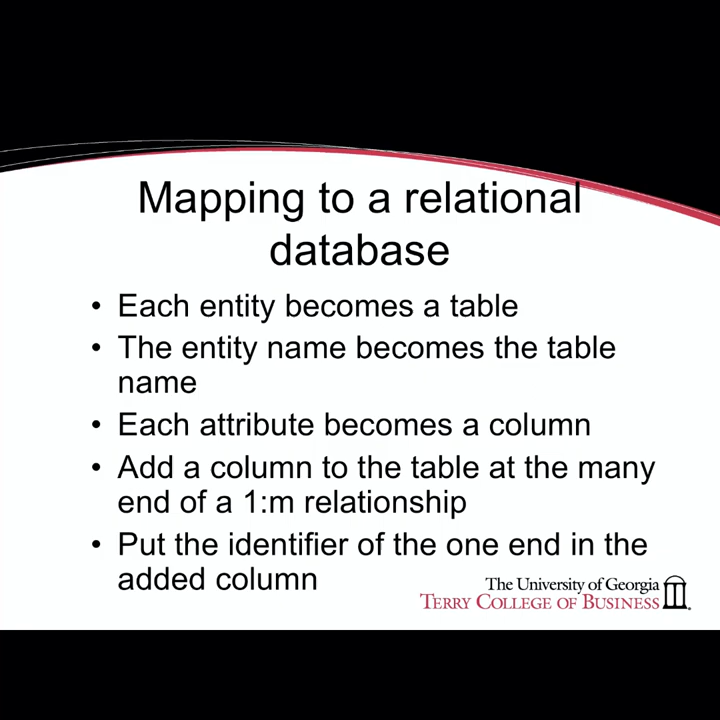 Mapping to a relational
database
• Each entity becomes a table
• The entity name becomes the table
name
• Each attribute becomes a column
• Add a column to the table at the many
end of a 1:m relationship
• Put the identifier of the one end in the
added column
The University of Georgia
TERRY COLLEGE OF BUSINESS